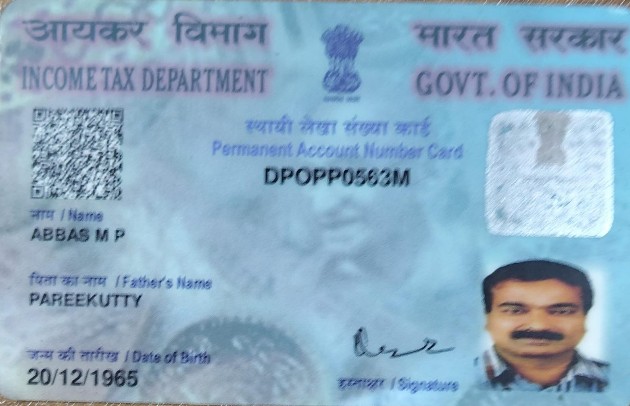 आयकर विभाग
भारत सरकार
INCOME TAX DEPARTMENT
GOVT. OF INDIA
स्थायी लेखा संख्या कार्ड
Permanent Account Number Card
DPOPP0563M
नाम / Name
ABBAS M P
पिता का नाम / Father's Name
PAREEKUTTY
जन्म की तारीख / Date of Birth
20/12/1965
हस्ताक्षर / Signature